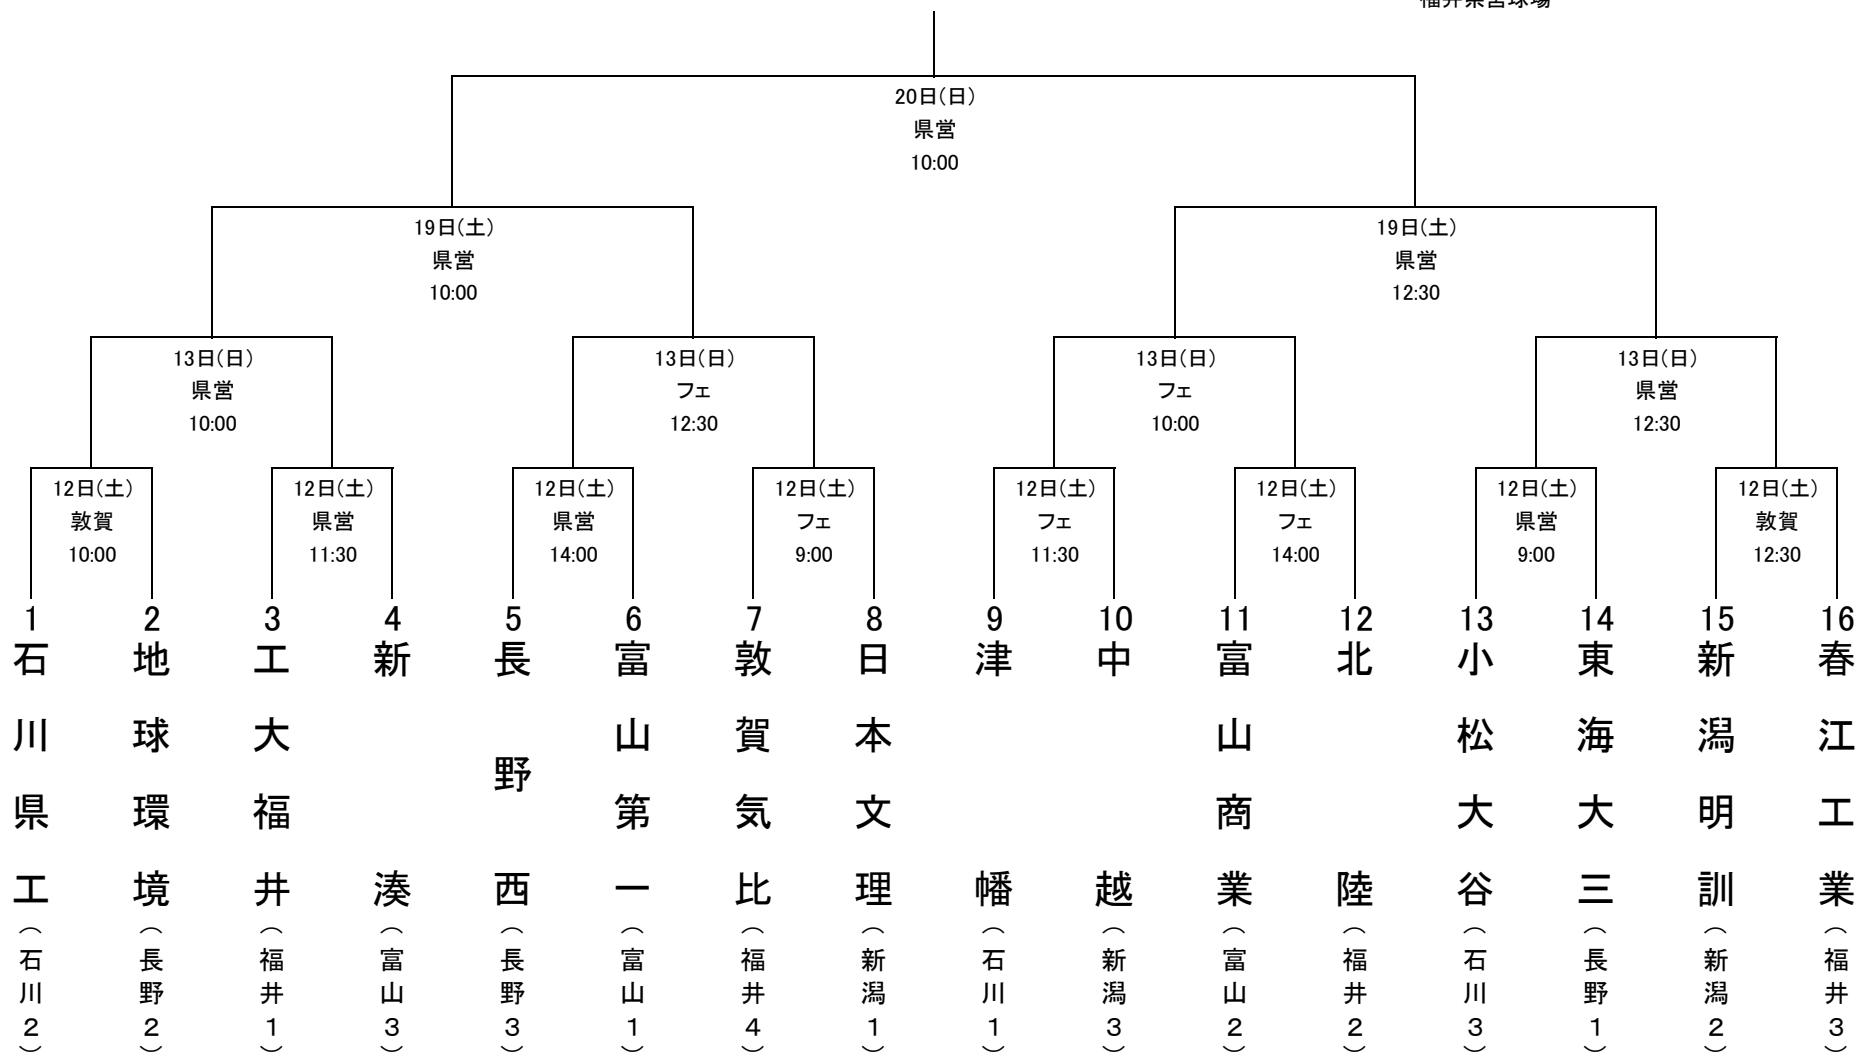 福井県営球場
20日(日)
県営
10:00
19日(土)
県営
10:00
19日(土)
県営
12:30
13日(日)
県営
10:00
13日(日)
フェ
12:30
13日(日)
フェ
10:00
13日(日)
県営
12:30
12日(土)
敦賀
10:00
12日(土)
県営
11:30
12日(土)
県営
14:00
12日(土)
フェ
9:00
12日(土)
フェ
11:30
12日(土)
フェ
14:00
12日(土)
県営
9:00
12日(土)
敦賀
12:30
1
石川県工
(石川2)
2
地球環境
(長野2)
3
工大福井
(福井1)
4
新湊
(富山3)
5
長野西
(長野3)
6
富山第一
(富山1)
7
敦賀気比
(福井4)
8
日本文理
(新潟1)
9
津幡
(石川1)
10
中越
(新潟3)
11
富山商業
(富山2)
12
北陸
(福井2)
13
小松大谷
(石川3)
14
東海大三
(長野1)
15
新潟明訓
(新潟2)
16
春江工業
(福井3)